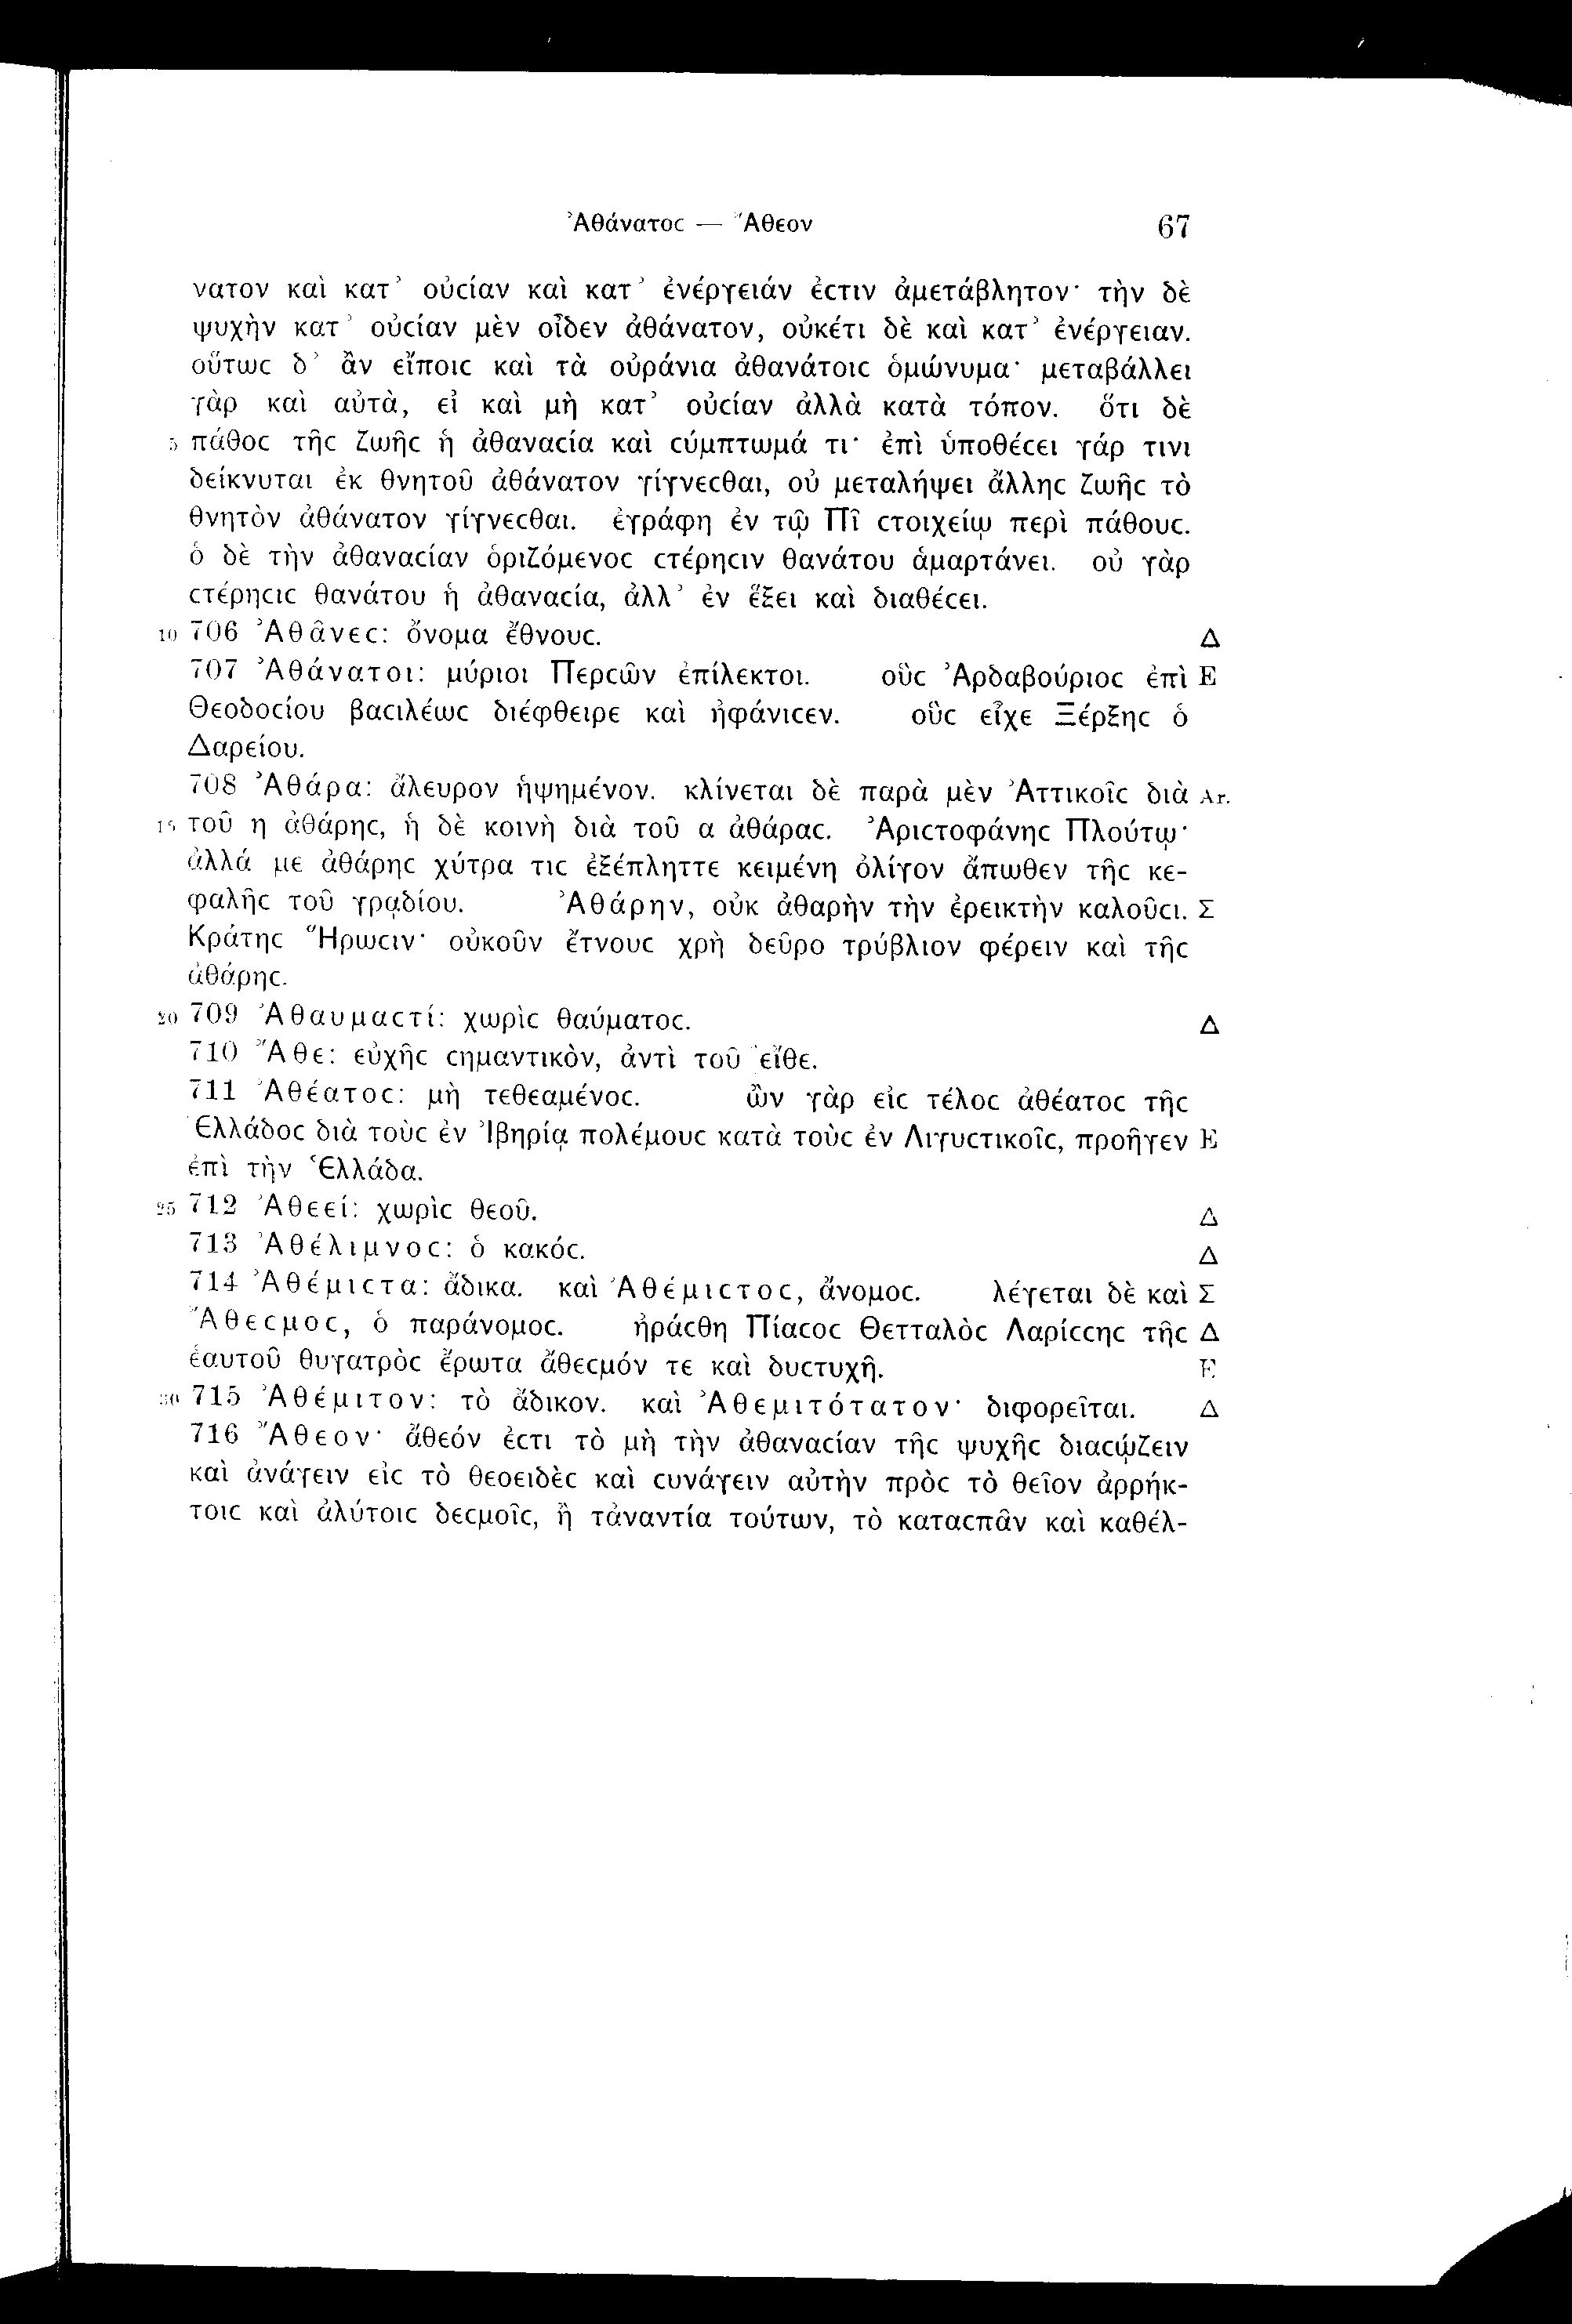 Ἀθάνατοϲ — Ἄθεον 67
νατον καὶ κατ’ οὐϲίαν καὶ κατ’ ἐνέργειάν ἐϲτιν ἀμετάβλητον· τὴν δὲ
ψυχὴν κατ’ οὐϲίαν μὲν οἶδεν ἀθάνατον, οὐκέτι δὲ καὶ κατ’ ἐνέργειαν.
οὕτωϲ δ’ ἂν εἴποιϲ καὶ τὰ οὐράνια ἀθανάτοιϲ ὁμώνυμα· μεταβάλλει
γὰρ καὶ αὐτὰ, εἰ καὶ μὴ κατ’ οὐϲίαν ἀλλὰ κατὰ τόπον. ὅτι δὲ
5 πάθοϲ τῆϲ ζωῆϲ ἡ ἀθαναϲία καὶ ϲύμπτωμά τι· ἐπὶ ὑποθέϲει γάρ τινι
δείκνυται ἐκ θνητοῦ ἀθάνατον γίγνεϲθαι, οὐ μεταλήψει ἄλληϲ ζωῆϲ τὸ
θνητὸν ἀθάνατον γίγνεϲθαι. ἐγράφη ἐν τῷ Πῖ ϲτοιχείῳ περὶ πάθουϲ.
ὁ δὲ τὴν ἀθαναϲίαν ὁριζόμενοϲ ϲτέρηϲιν θανάτου ἁμαρτάνει. οὐ γὰρ
ϲτέρηϲιϲ θανάτου ἡ ἀθαναϲία, ἀλλ’ ἐν ἕξει καὶ διαθέϲει.
10 706 Ἀθᾶνεϲ: ὄνομα ἔθνουϲ. Δ
707 Ἀθάνατοι: μύριοι Περϲῶν ἐπίλεκτοι. οὓϲ Ἀρδαβούριοϲ ἐπὶ E
Θεοδοϲίου βαϲιλέωϲ διέφθειρε καὶ ἠφάνιϲεν. οὓϲ εἶχε Ξέρξηϲ ὁ
Δαρείου.
708 Ἀθάρα: ἄλευρον ἡψημένον. κλίνεται δὲ παρὰ μὲν Ἀττικοῖϲ διὰ Ar.
15 τοῦ η ἀθάρηϲ, ἡ δὲ κοινὴ διὰ τοῦ α ἀθάραϲ. Ἀριϲτοφάνηϲ Πλούτῳ·
ἀλλά με ἀθάρηϲ χύτρα τιϲ ἐξέπληττε κειμένη ὀλίγον ἄπωθεν τῆϲ κε-
φαλῆϲ τοῦ γρᾳδίου. Ἀθάρην, οὐκ ἀθαρὴν τὴν ἐρεικτὴν καλοῦϲι. Σ
Κράτηϲ Ἥρωϲιν· οὐκοῦν ἔτνουϲ χρὴ δεῦρο τρύβλιον φέρειν καὶ τῆϲ
ἀθάρηϲ.
20 709 Ἀθαυμαϲτί: χωρὶϲ θαύματοϲ. Δ
710 Ἄθε: εὐχῆϲ ϲημαντικὸν, ἀντὶ τοῦ εἴθε.
711 Ἀθέατοϲ: μὴ τεθεαμένοϲ. ὢν γὰρ εἰϲ τέλοϲ ἀθέατοϲ τῆϲ
Ἑλλάδοϲ διὰ τοὺϲ ἐν Ἰβηρίᾳ πολέμουϲ κατὰ τοὺϲ ἐν Λιγυϲτικοῖϲ, προῆγεν E
ἐπὶ τὴν Ἑλλάδα.
25 712 Ἀθεεί: χωρὶϲ θεοῦ. Δ
713 Ἀθέλιμνοϲ: ὁ κακόϲ. Δ
714 Ἀθέμιϲτα: ἄδικα. καὶ Ἀθέμιϲτοϲ, ἄνομοϲ. λέγεται δὲ καὶ Σ
Ἄθεϲμοϲ, ὁ παράνομοϲ. ἠράϲθη Πίαϲοϲ Θετταλὸϲ Λαρίϲϲηϲ τῆϲ Δ
ἑαυτοῦ θυγατρὸϲ ἔρωτα ἄθεϲμόν τε καὶ δυϲτυχῆ. E
30 715 Ἀθέμιτον: τὸ ἄδικον. καὶ Ἀθεμιτότατον· διφορεῖται. Δ
716 Ἄθεον· ἄθεόν ἐϲτι τὸ μὴ τὴν ἀθαναϲίαν τῆϲ ψυχῆϲ διαϲῴζειν
καὶ ἀνάγειν εἰϲ τὸ θεοειδὲϲ καὶ ϲυνάγειν αὐτὴν πρὸϲ τὸ θεῖον ἀρρήκ-
τοιϲ καὶ ἀλύτοιϲ δεϲμοῖϲ, ἢ τἀναντία τούτων, τὸ καταϲπᾶν καὶ καθέλ-